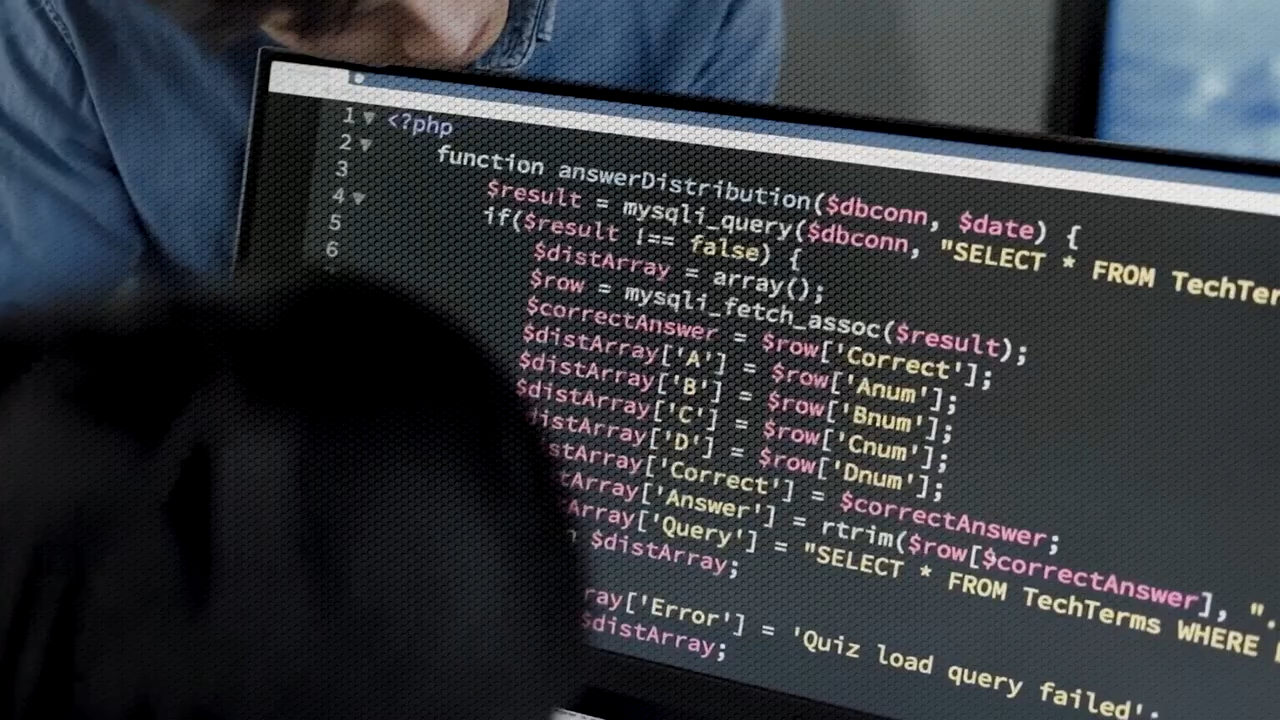 1 <?php
2 function answerDistribution($dbconn, $date) {
3 $result = mysqli_query($dbconn, "SELECT * FROM TechTer
4 if($result !== false) {
5 $distArray = array();
6 $row = mysqli_fetch_assoc($result);
$correctAnswer = $row['Correct'];
$distArray['A'] = $row['Anum'];
$distArray['B'] = $row['Bnum'];
$distArray['C'] = $row['Cnum'];
distArray['D'] = $row['Dnum'];
stArray['Correct'] = $correctAnswer;
tArray['Answer'] = rtrim($row[$correctAnswer], ".
Array['Query'] = "SELECT * FROM TechTerms WHERE
$distArray;
ray['Error'] = 'Quiz load query failed';
$distArray;